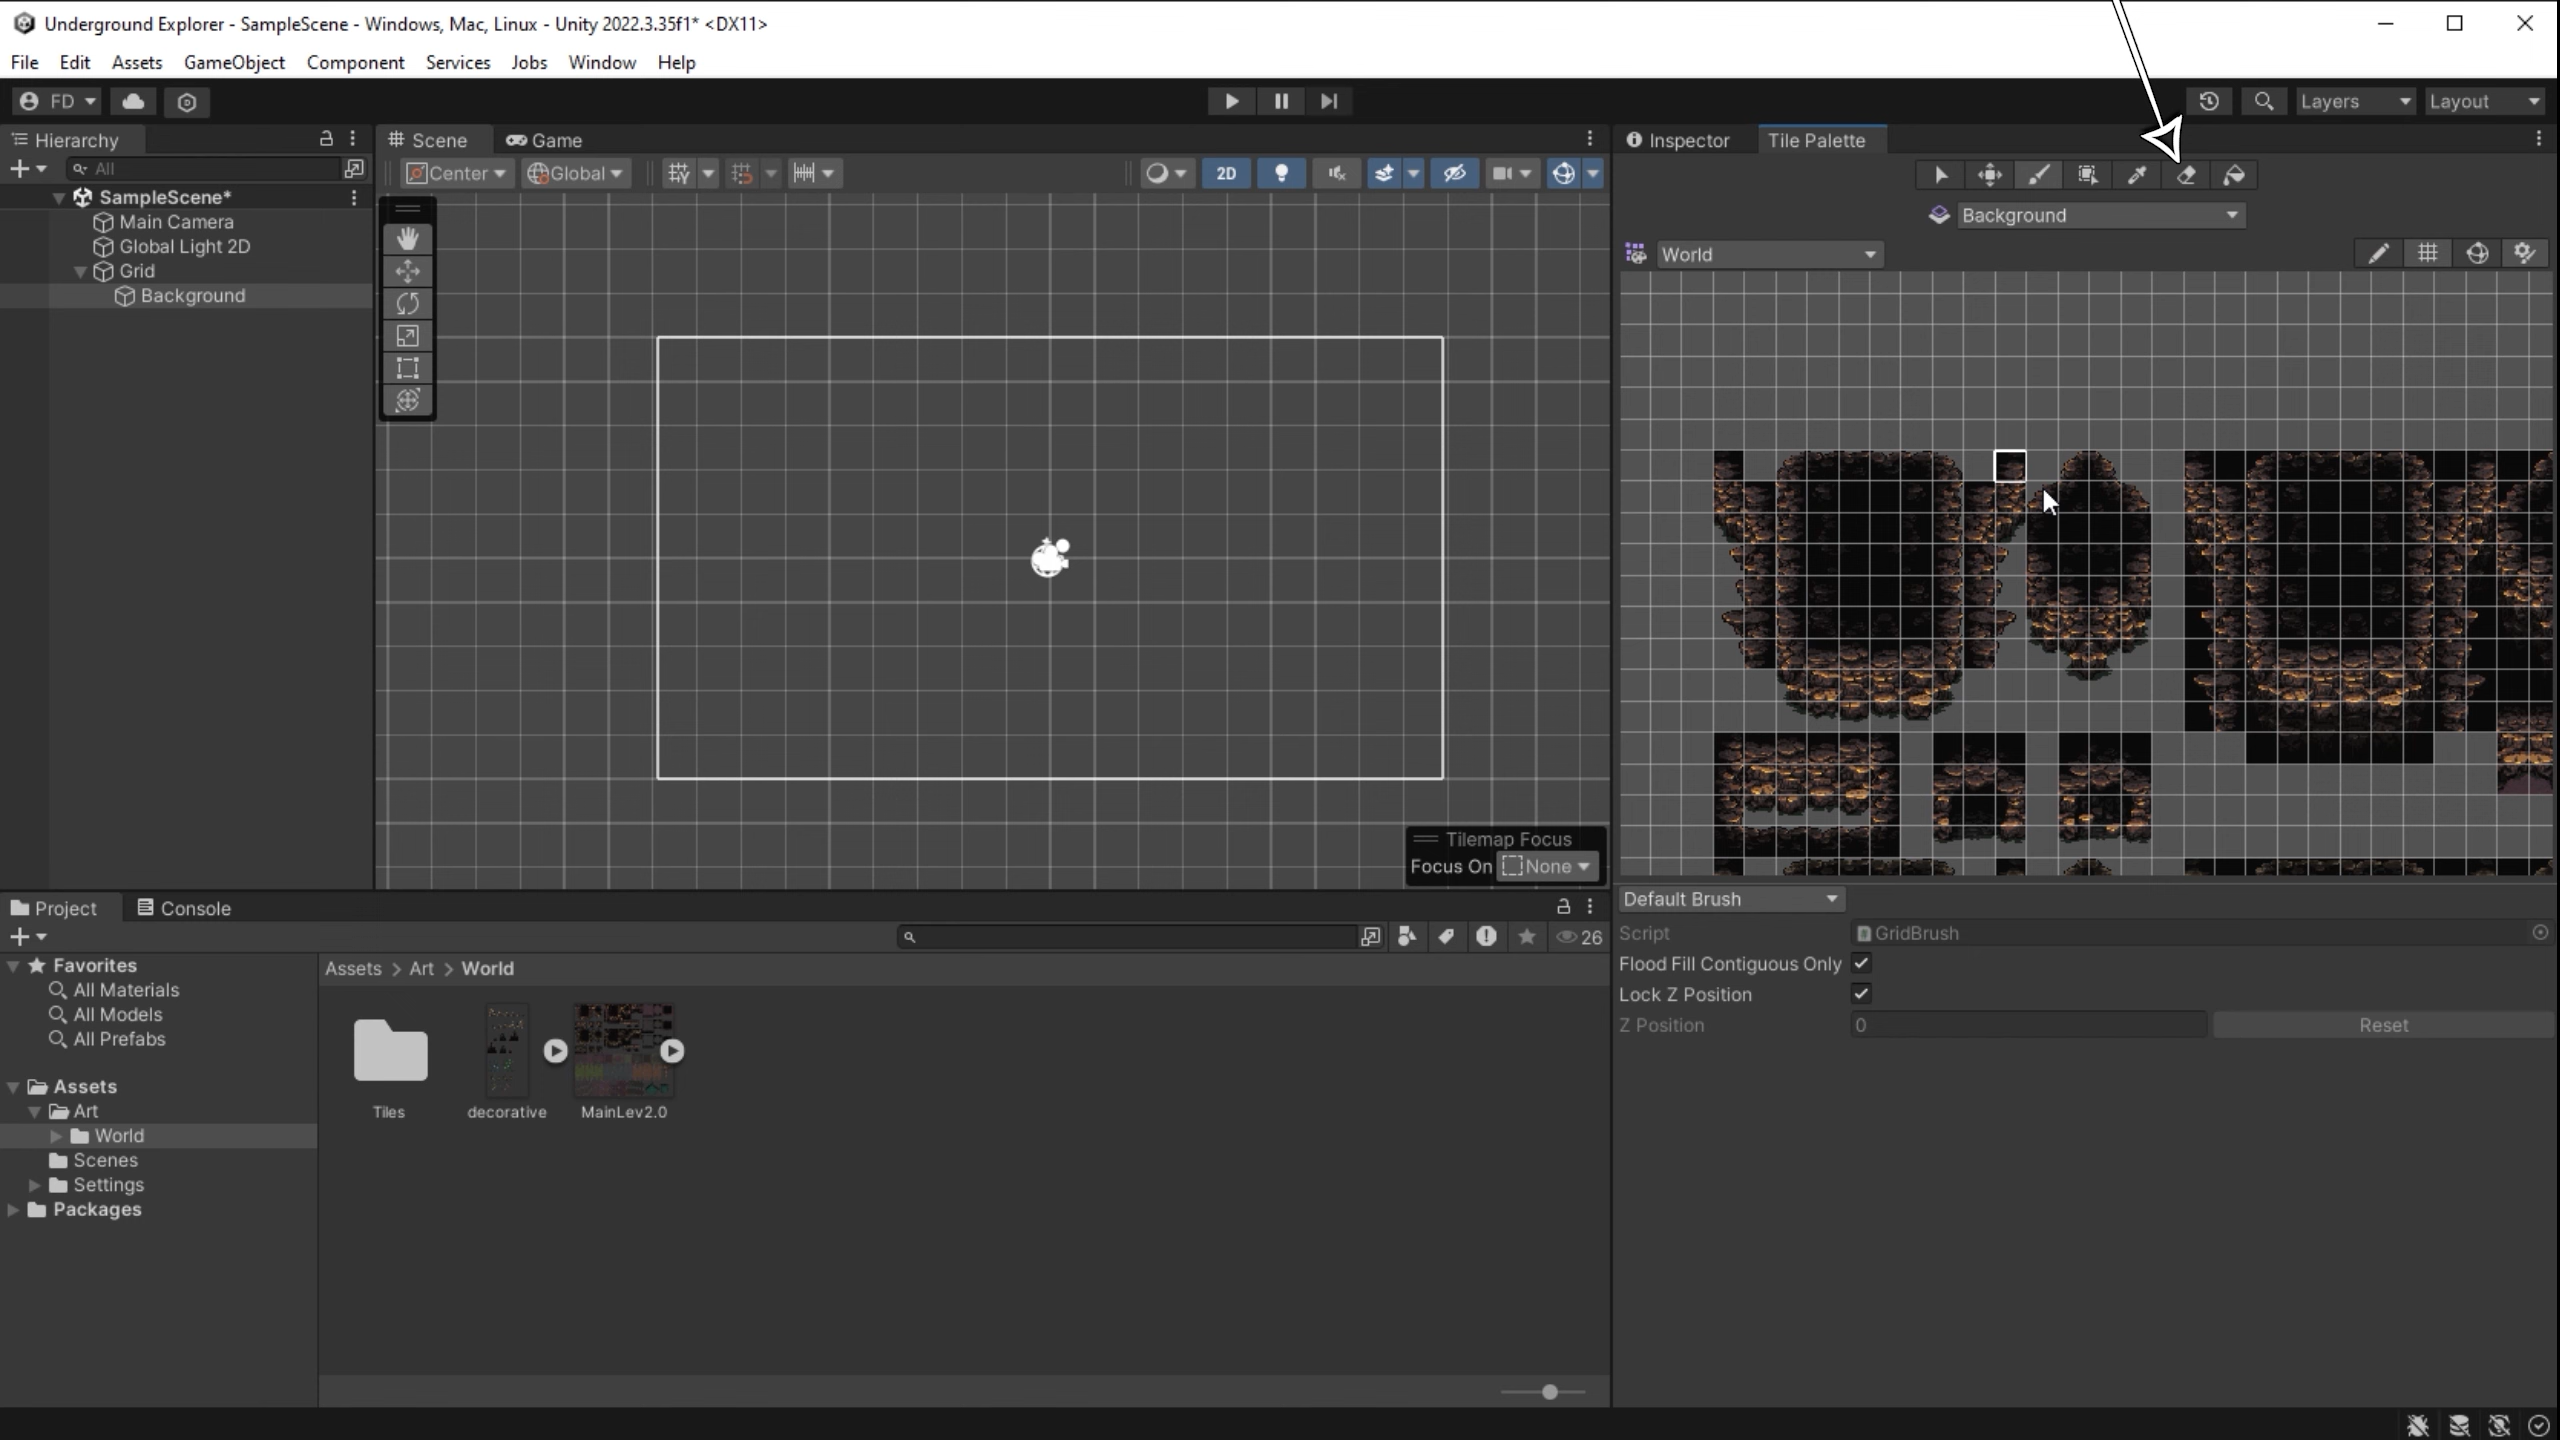 Underground Explorer - SampleScene - Windows, Mac, Linux - Unity 2022.3.35f1* <DX11>
File Edit Assets GameObject Component Services Jobs Window Help
FD Layers Layout
Hierarchy
All
SampleScene*
Main Camera
Global Light 2D
Grid
Background
Scene Game
Center Global 2D
Tilemap Focus
Focus On None
Inspector Tile Palette
Background
World
Default Brush
Script GridBrush
Flood Fill Contiguous Only
Lock Z Position
Z Position 0 Reset
Project Console
26
Favorites
All Materials
All Models
All Prefabs
Assets
Art
World
Scenes
Settings
Packages
Assets > Art > World
Tiles decorative MainLev2.0